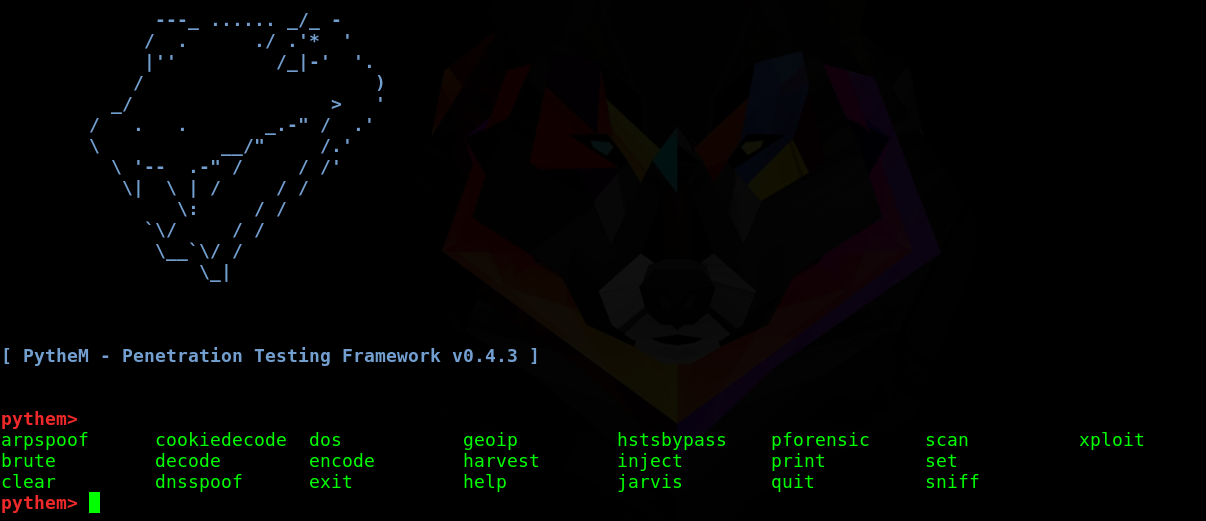 [ PytheM - Penetration Testing Framework v0.4.3 ]
pythem>
arpspoof cookiedecode dos geoip hstsbypass pforensic scan xploit
brute decode encode harvest inject print set
clear dnsspoof exit help jarvis quit sniff
pythem>